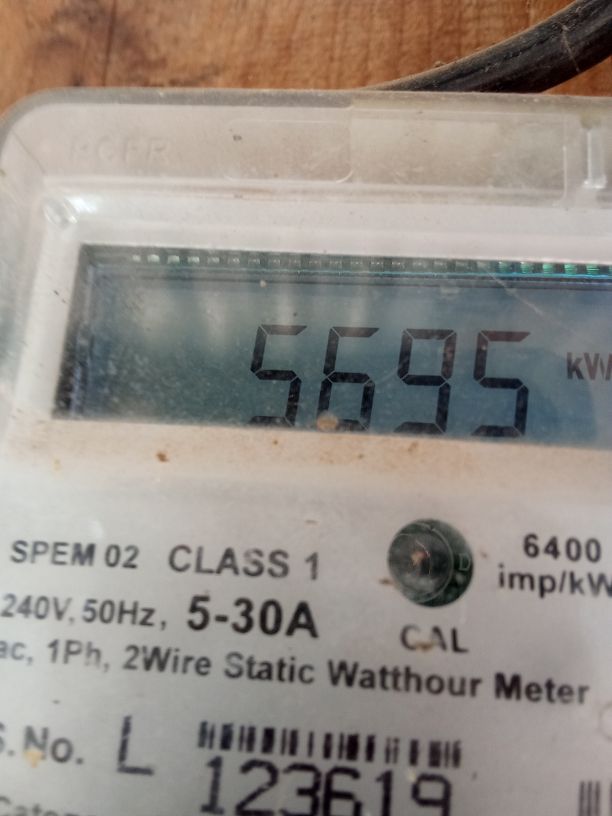 5695 kW
SPEM 02 CLASS 1
6400
imp/kW
240V, 50Hz, 5-30A
CAL
ac, 1Ph, 2Wire Static Watthour Meter
S.No. L
123619